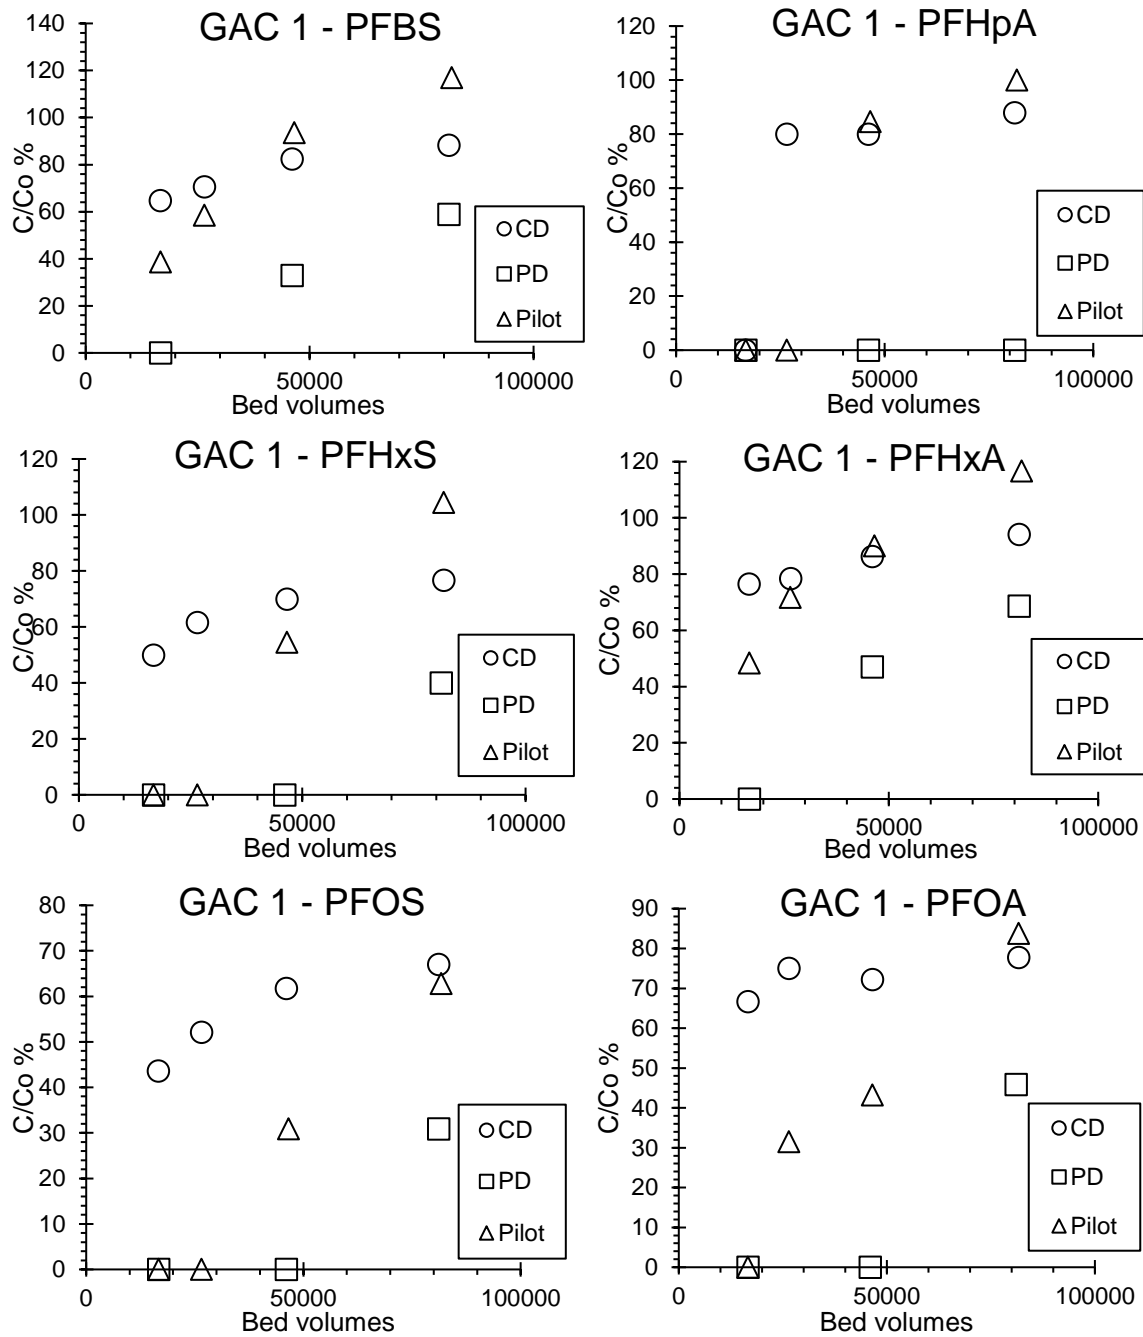 GAC 1 - PFBS
140
120
100
80
60
40
20
0
C/Co %
0
50000
100000
Bed volumes
CD
PD
Pilot
GAC 1 - PFHpA
120
100
80
60
40
20
0
C/Co %
0
50000
100000
Bed volumes
CD
PD
Pilot
GAC 1 - PFHxS
120
100
80
60
40
20
0
C/Co %
0
50000
100000
Bed volumes
CD
PD
Pilot
GAC 1 - PFHxA
120
100
80
60
40
20
0
C/Co %
0
50000
100000
Bed volumes
CD
PD
Pilot
GAC 1 - PFOS
80
70
60
50
40
30
20
10
0
C/Co %
0
50000
100000
Bed volumes
CD
PD
Pilot
GAC 1 - PFOA
90
80
70
60
50
40
30
20
10
0
C/Co %
0
50000
100000
Bed volumes
CD
PD
Pilot